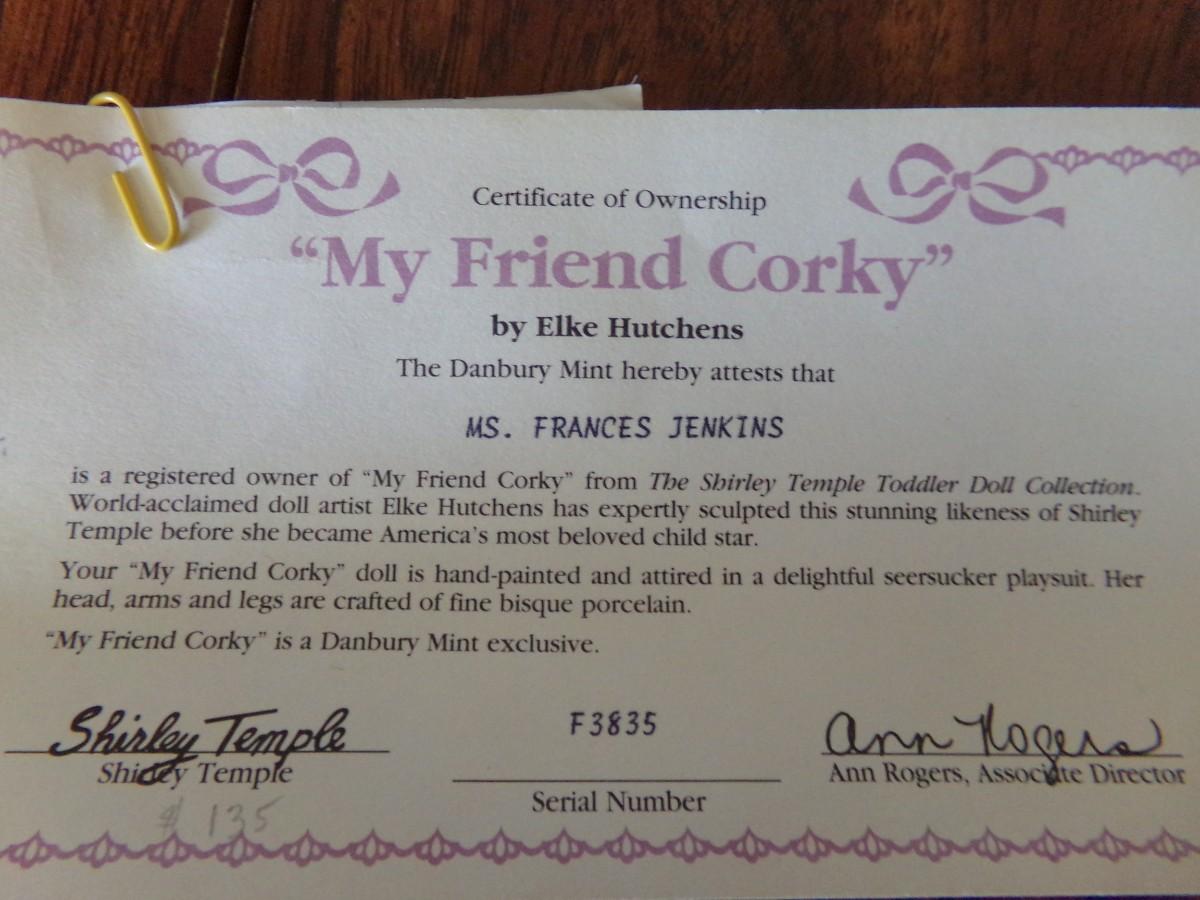 Certificate of Ownership
“My Friend Corky”
by Elke Hutchens
The Danbury Mint hereby attests that
MS. FRANCES JENKINS
is a registered owner of “My Friend Corky” from The Shirley Temple Toddler Doll Collection.
World-acclaimed doll artist Elke Hutchens has expertly sculpted this stunning likeness of Shirley
Temple before she became America's most beloved child star.
Your “My Friend Corky” doll is hand-painted and attired in a delightful seersucker playsuit. Her
head, arms and legs are crafted of fine bisque porcelain.
“My Friend Corky” is a Danbury Mint exclusive.
Shirley Temple
Shirley Temple
$ 135
F3835
Serial Number
Ann Rogers
Ann Rogers, Associate Director